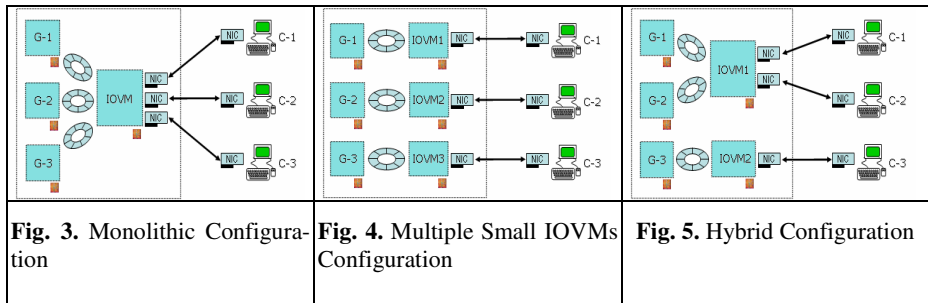 G-1
G-2
G-3
IOVM
NIC
NIC
NIC
NIC
NIC
NIC
C-1
C-2
C-3
G-1
IOVM1
NIC
NIC
C-1
G-2
IOVM2
NIC
NIC
C-2
G-3
IOVM3
NIC
NIC
C-3
G-1
G-2
IOVM1
NIC
NIC
NIC
NIC
C-1
C-2
G-3
IOVM2
NIC
NIC
C-3
Fig. 3. Monolithic Configura-
tion
Fig. 4. Multiple Small IOVMs
Configuration
Fig. 5. Hybrid Configuration